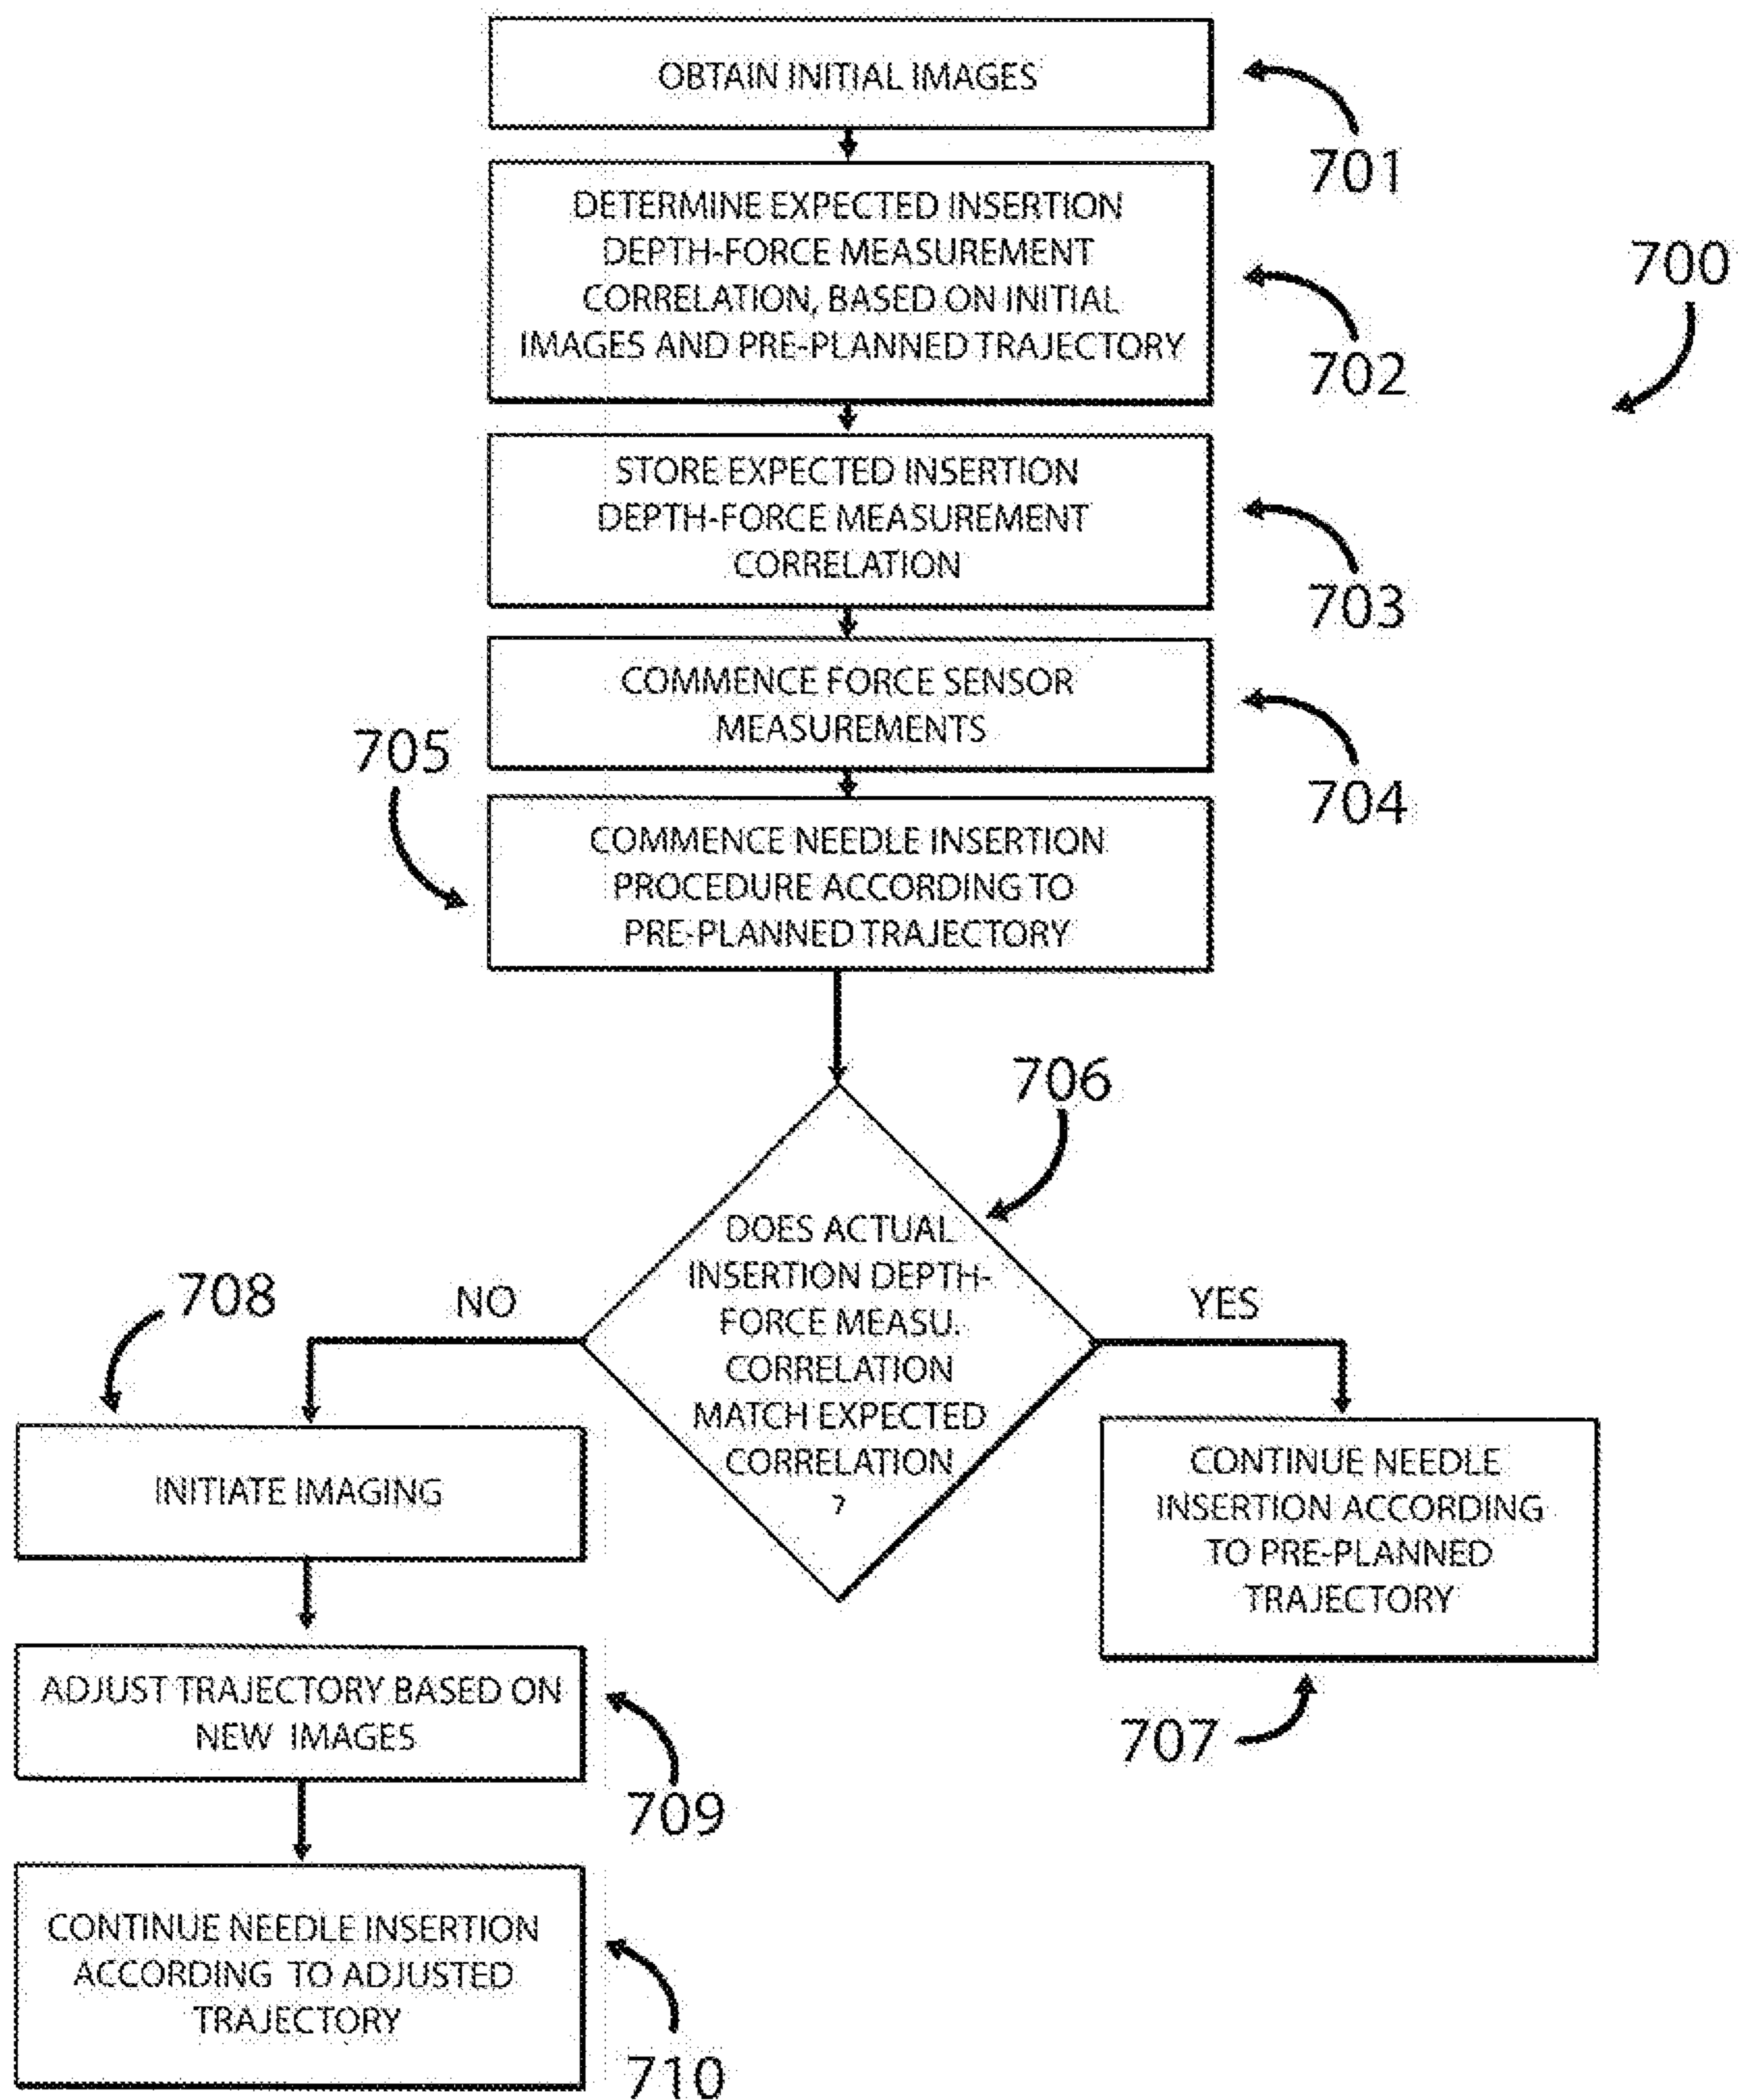 OBTAIN INITIAL IMAGES
701
DETERMINE EXPECTED INSERTION
DEPTH-FORCE MEASUREMENT
CORRELATION, BASED ON INITIAL
IMAGES AND PRE-PLANNED TRAJECTORY
702
700
STORE EXPECTED INSERTION
DEPTH-FORCE MEASUREMENT
CORRELATION
703
COMMENCE FORCE SENSOR
MEASUREMENTS
704
705
COMMENCE NEEDLE INSERTION
PROCEDURE ACCORDING TO
PRE-PLANNED TRAJECTORY
706
DOES ACTUAL
INSERTION DEPTH-
FORCE MEASU.
CORRELATION
MATCH EXPECTED
CORRELATION
?
NO
YES
708
INITIATE IMAGING
CONTINUE NEEDLE
INSERTION ACCORDING
TO PRE-PLANNED
TRAJECTORY
707
ADJUST TRAJECTORY BASED ON
NEW IMAGES
709
CONTINUE NEEDLE INSERTION
ACCORDING TO ADJUSTED
TRAJECTORY
710